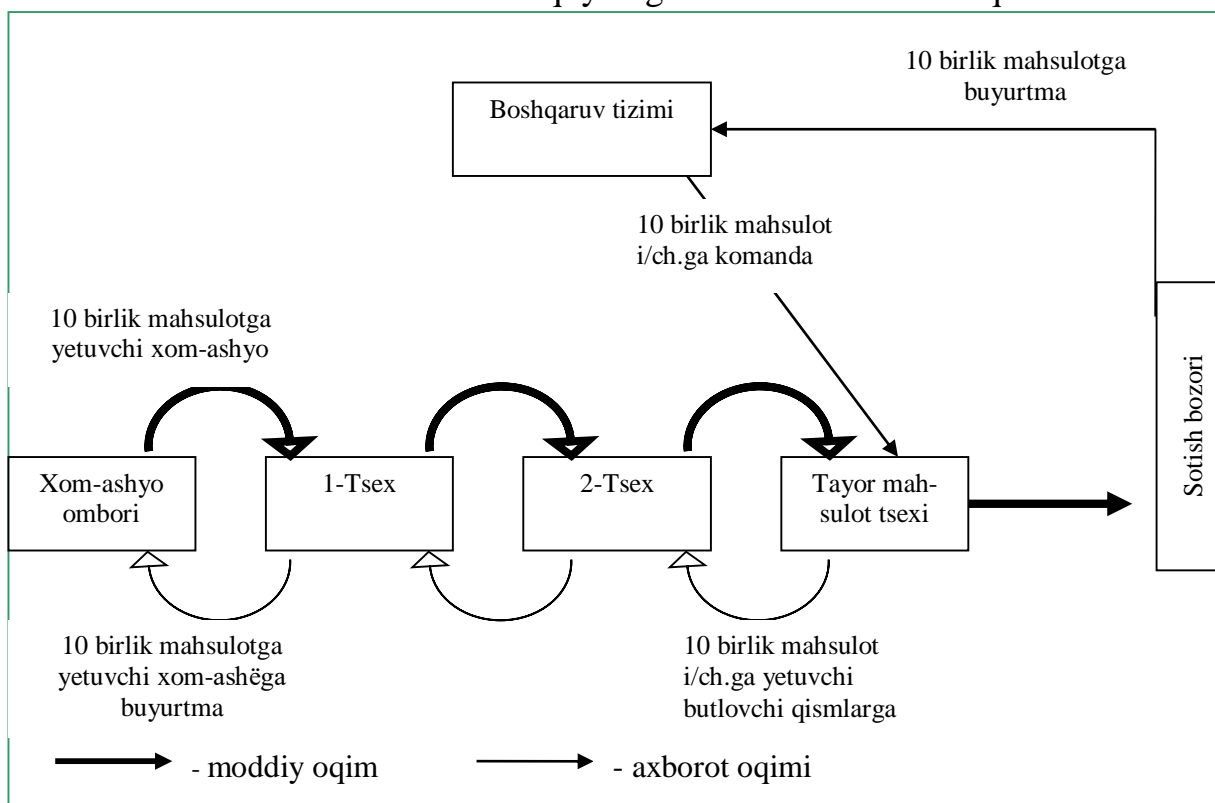 10 birlik mahsulotga
buyurtma
Boshqaruv tizimi
10 birlik mahsulot
i/ch.ga komanda
10 birlik mahsulotga
yetuvchi xom-ashyo
Sotish bozori
Xom-ashyo
ombori
1-Tsex
2-Tsex
Tayor mah-
sulot tsexi
10 birlik mahsulotga
yetuvchi xom-ashëga
buyurtma
10 birlik mahsulot
i/ch.ga yetuvchi
butlovchi qismlarga
- moddiy oqim
- axborot oqimi